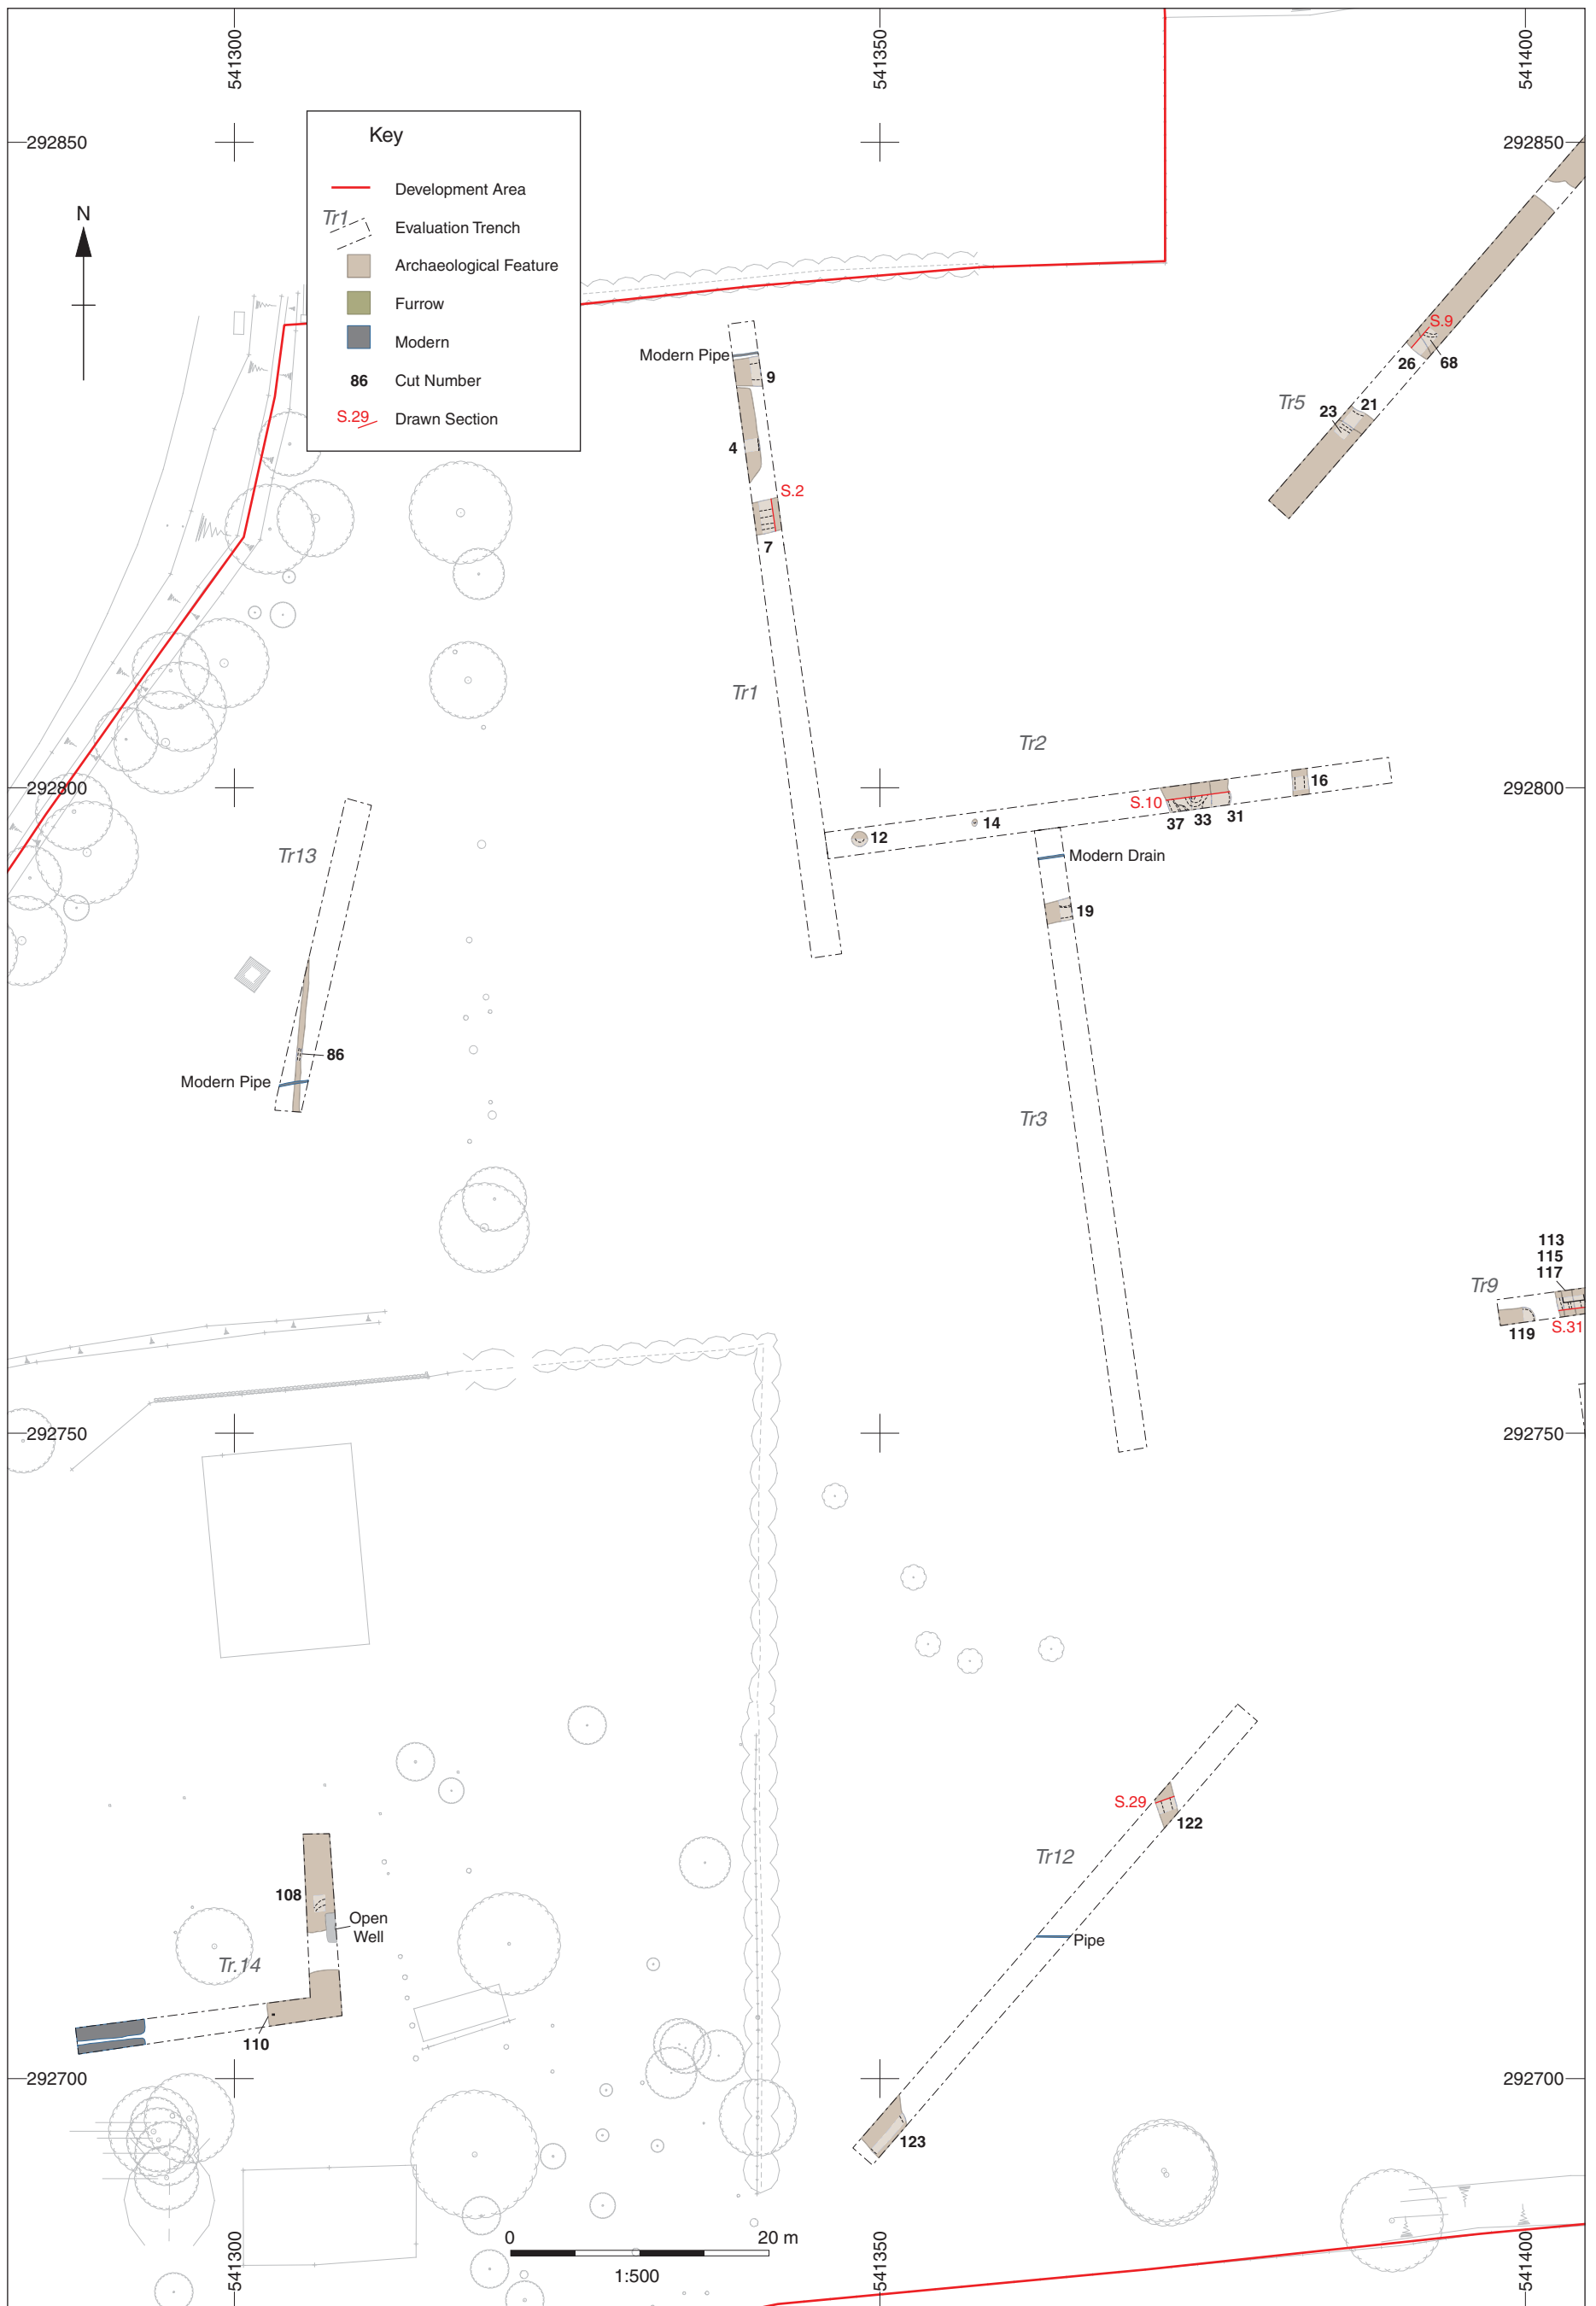 541300
541350
541400
Key
Development Area
Tr1
Evaluation Trench
Archaeological Feature
Furrow
Modern
86
Cut Number
S.29
Drawn Section
292850
292850
N
Modern Pipe
9
4
S.2
7
S.9
26
68
Tr5
23
21
Tr1
Tr2
292800
292800
16
S.10
37
33
31
14
12
Modern Drain
Tr13
19
86
Modern Pipe
Tr3
113
115
117
Tr9
119
S.31
292750
292750
S.29
122
Tr12
108
Open
Well
Pipe
Tr.14
110
292700
292700
123
0
20 m
1:500
541300
541350
541400